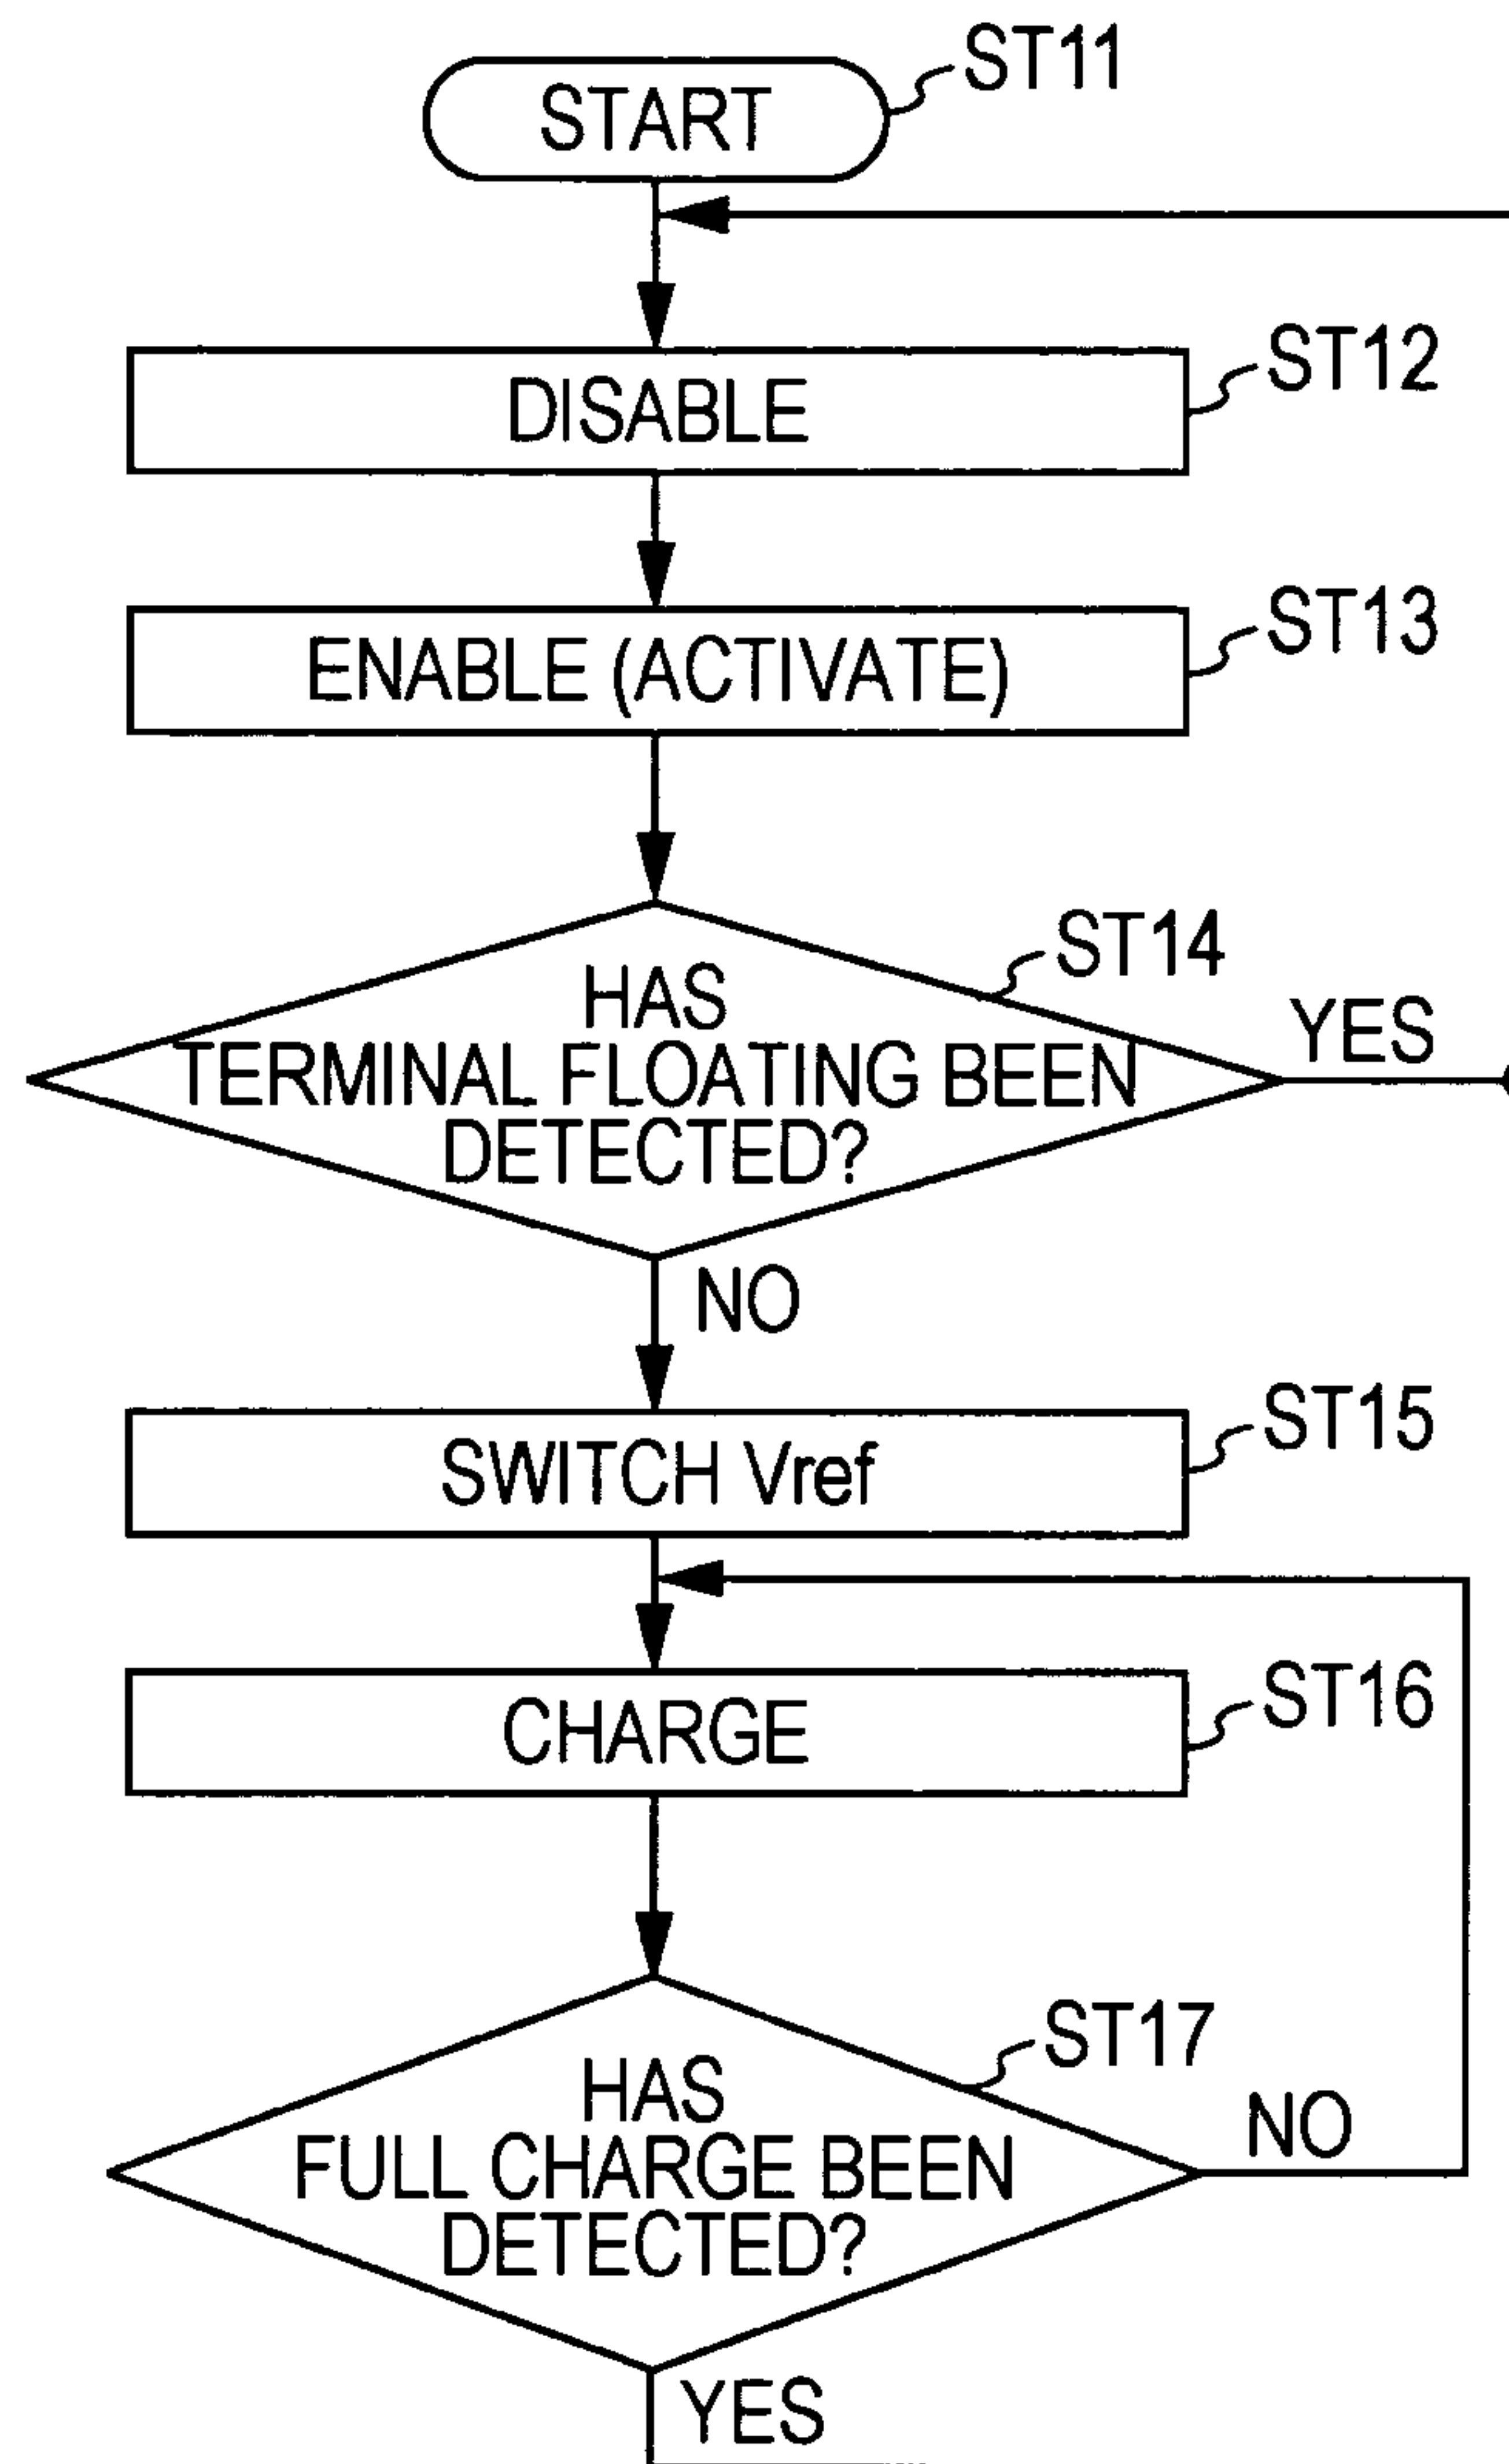 START
ST11
DISABLE
ST12
ENABLE (ACTIVATE)
ST13
ST14
HAS
TERMINAL FLOATING BEEN
DETECTED?
YES
NO
SWITCH Vref
ST15
CHARGE
ST16
ST17
HAS
FULL CHARGE BEEN
DETECTED?
NO
YES